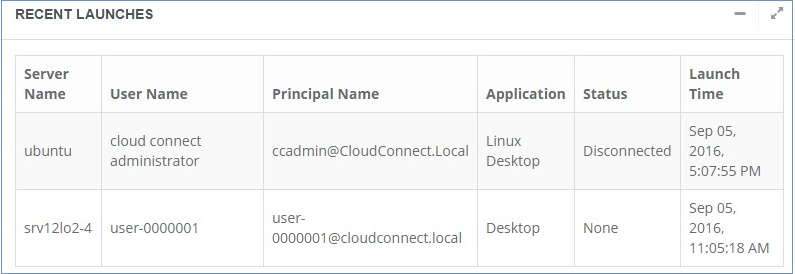 RECENT LAUNCHES
Server Name
User Name
Principal Name
Application
Status
Launch Time
ubuntu
cloud connect administrator
ccadmin@CloudConnect.Local
Linux Desktop
Disconnected
Sep 05, 2016, 5:07:55 PM
srv12lo2-4
user-0000001
user-0000001@cloudconnect.local
Desktop
None
Sep 05, 2016, 11:05:18 AM